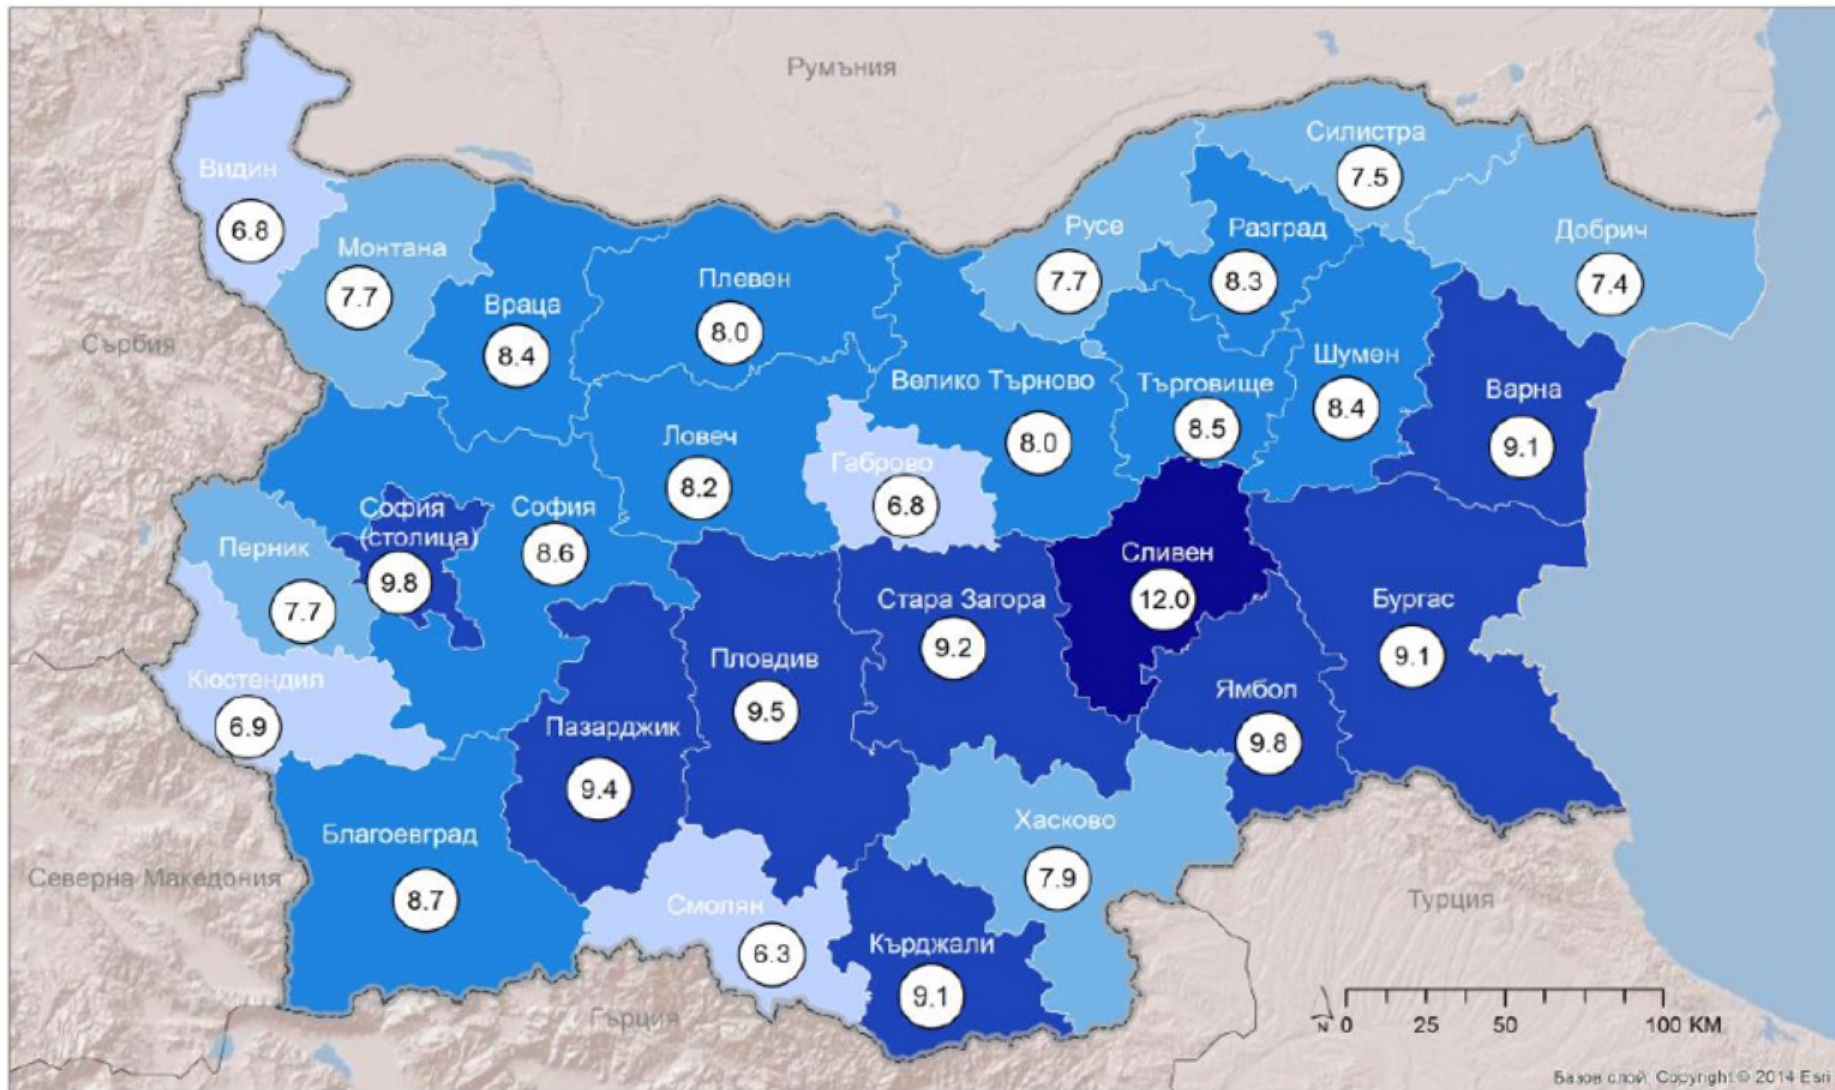 Румъния
Силистра
7.5
Видин
6.8
Русе
7.7
Разград
8.3
Добрич
7.4
Монтана
7.7
Плевен
8.0
Враца
8.4
Сърбия
Шумен
8.4
Велико Търново
8.0
Търговище
8.5
Варна
9.1
Ловеч
8.2
Габрово
6.8
София
(столица)
9.8
София
8.6
Перник
7.7
Сливен
12.0
Стара Загора
9.2
Бургас
9.1
Пловдив
9.5
Кюстендил
6.9
Ямбол
9.8
Пазарджик
9.4
Хасково
7.9
Благоевград
8.7
Северна Македония
Турция
Смолян
6.3
Кърджали
9.1
Гърция
N 0 25 50 100 КМ
Базов слой: Copyright:© 2014 Esri